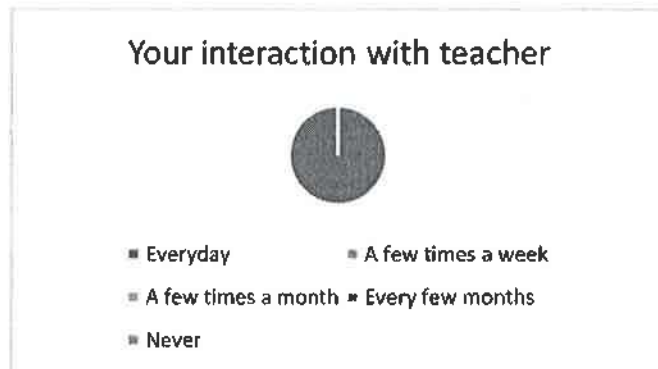 Your interaction with teacher
Everyday
A few times a week
A few times a month
Every few months
Never